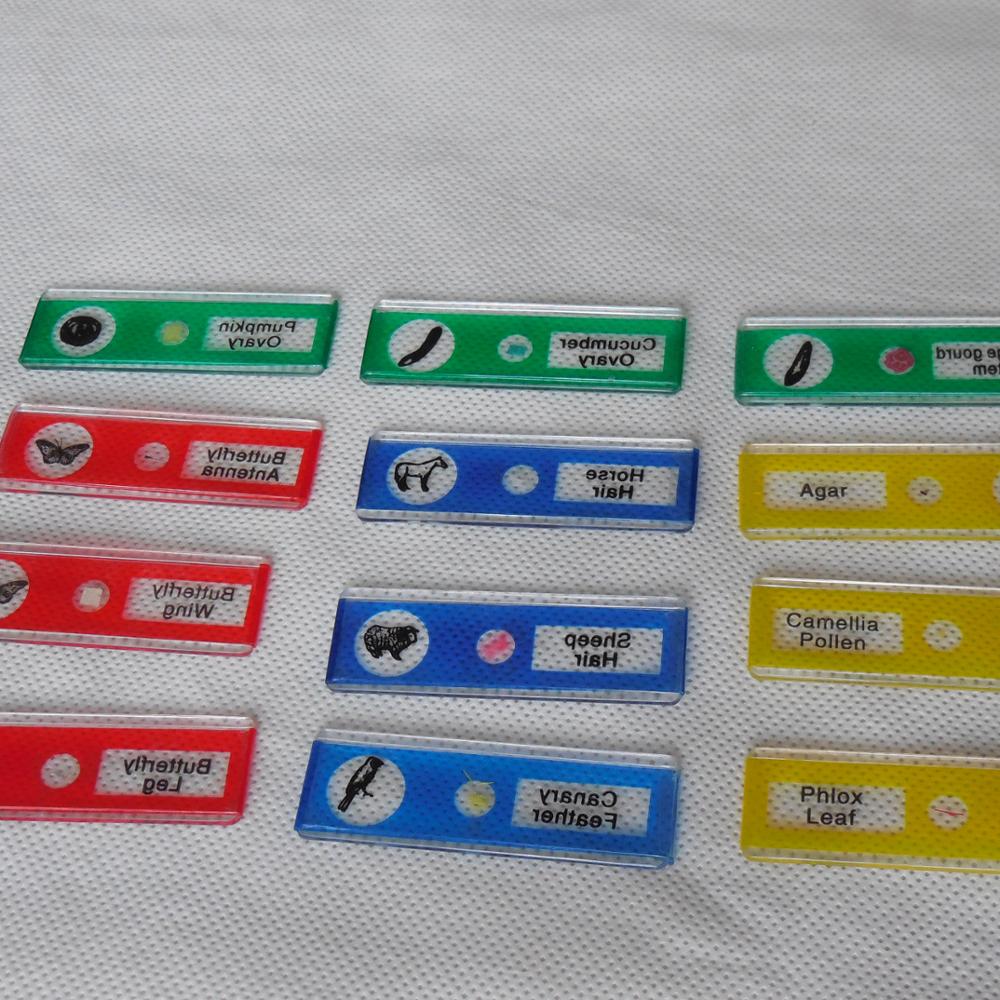 Pumpkin
Ovary
Cucumber
Ovary
gourd
Butterfly
Antenna
Horse
Hair
Agar
Butterfly
Wing
Sheep
Hair
Camellia
Pollen
Butterfly
Leg
Canary
Feather
Phlox
Leaf